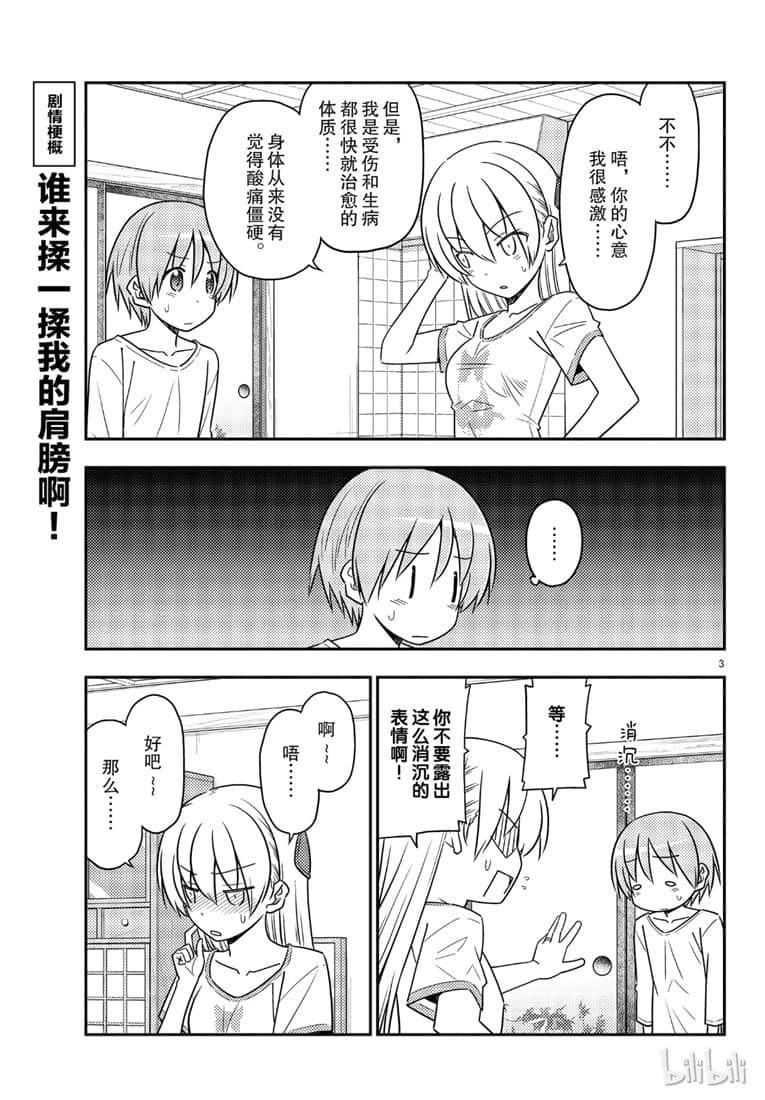 剧情梗概
谁来揉一揉我的肩膀啊！
不不……
唔，你的心意
我很感激……
但是，
我是受伤和生病
都很快就治愈的
体质……
身体从来没有
觉得酸痛僵硬。
……
3
消沉……
等……
你不要露出
这么消沉的
表情啊！
啊~~
唔……
好吧~~
那么……
bilibili